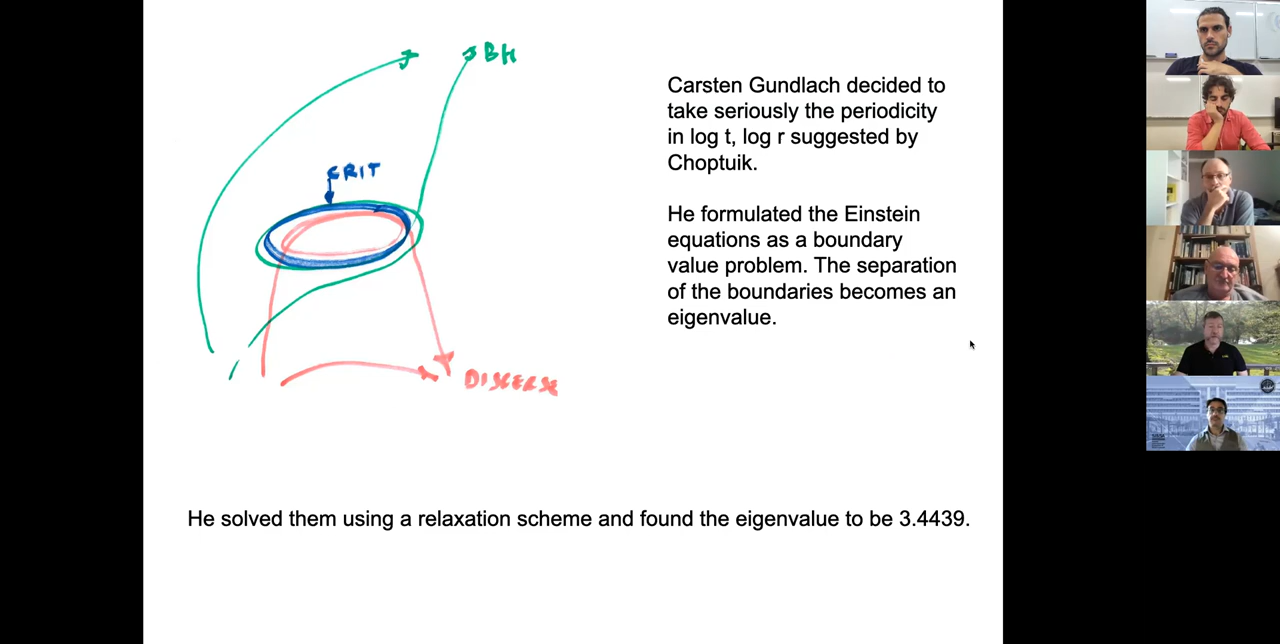 BH
CRIT
DISPERSE
Carsten Gundlach decided to
take seriously the periodicity
in log t, log r suggested by
Choptuik.
He formulated the Einstein
equations as a boundary
value problem. The separation
of the boundaries becomes an
eigenvalue.
He solved them using a relaxation scheme and found the eigenvalue to be 3.4439.